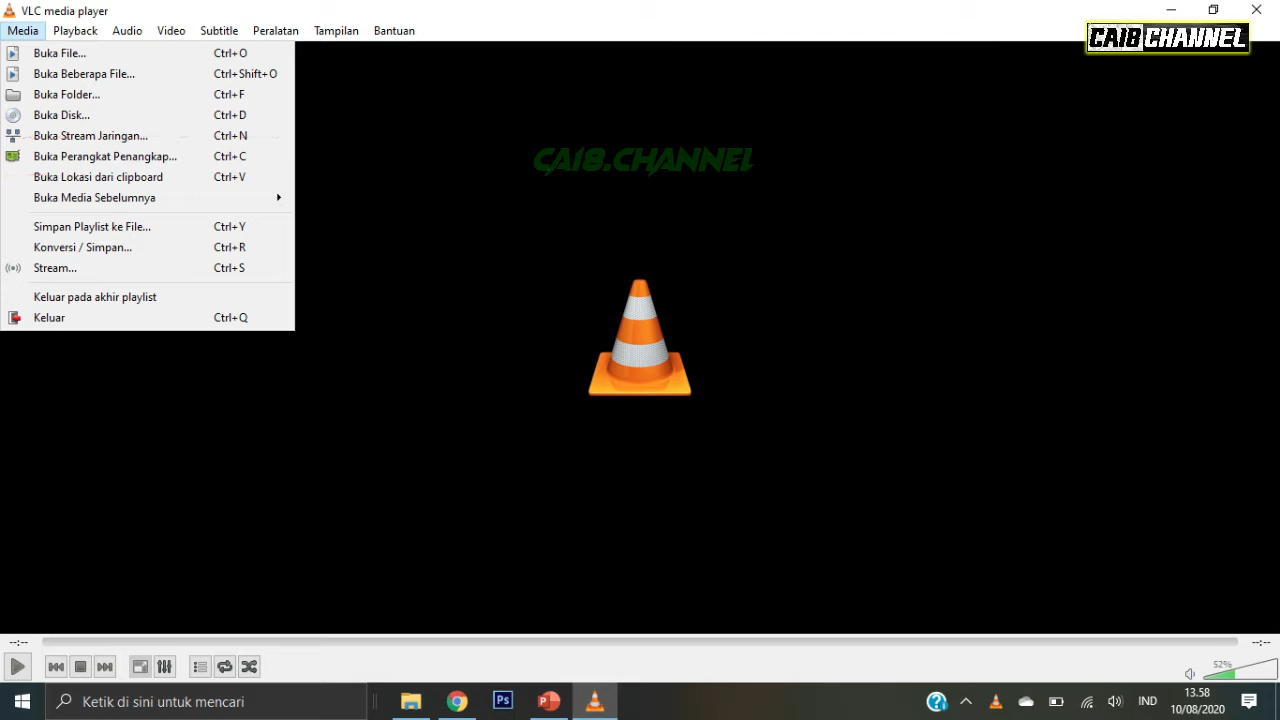 VLC media player
Media Playback Audio Video Subtitle Peralatan Tampilan Bantuan
CA18CHANNEL
Buka File... Ctrl+O
Buka Beberapa File... Ctrl+Shift+O
Buka Folder... Ctrl+F
Buka Disk... Ctrl+D
Buka Stream Jaringan... Ctrl+N
Buka Perangkat Penangkap... Ctrl+C
Buka Lokasi dari clipboard Ctrl+V
Buka Media Sebelumnya
Simpan Playlist ke File... Ctrl+Y
Konversi / Simpan... Ctrl+R
Stream... Ctrl+S
Keluar pada akhir playlist
Keluar Ctrl+Q
CA18.CHANNEL
--:-- --:--
52%
Ketik di sini untuk mencari
Ps
P
IND
13.58
10/08/2020